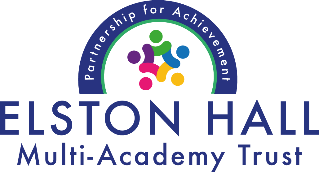 Partnership for Achievement
ELSTON HALL
Multi-Academy Trust